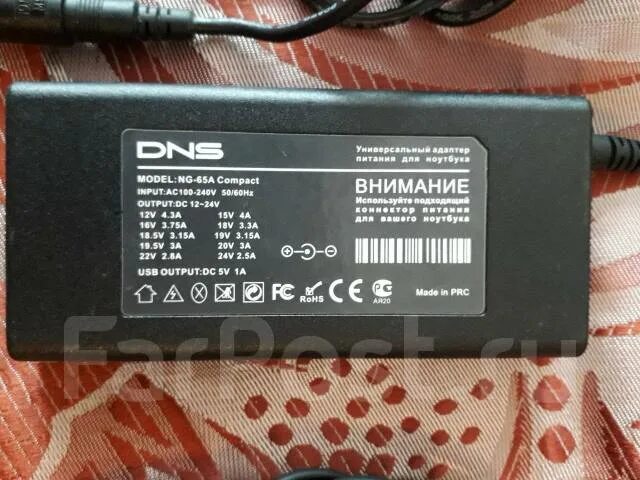 DNS
Универсальный адаптер
питания для ноутбука
MODEL:NG-65A Compact
INPUT:AC100-240V 50/60Hz
OUTPUT:DC 12~24V
12V 4.3A 15V 4A
16V 3.75A 18V 3.3A
18.5V 3.15A 19V 3.15A
19.5V 3A 20V 3A
22V 2.8A 24V 2.5A
USB OUTPUT:DC 5V 1A
ВНИМАНИЕ
Используйте подходящий
коннектор питания
для вашего ноутбука
FC RoHS CE АЯ20
Made in PRC
FarPost.ru